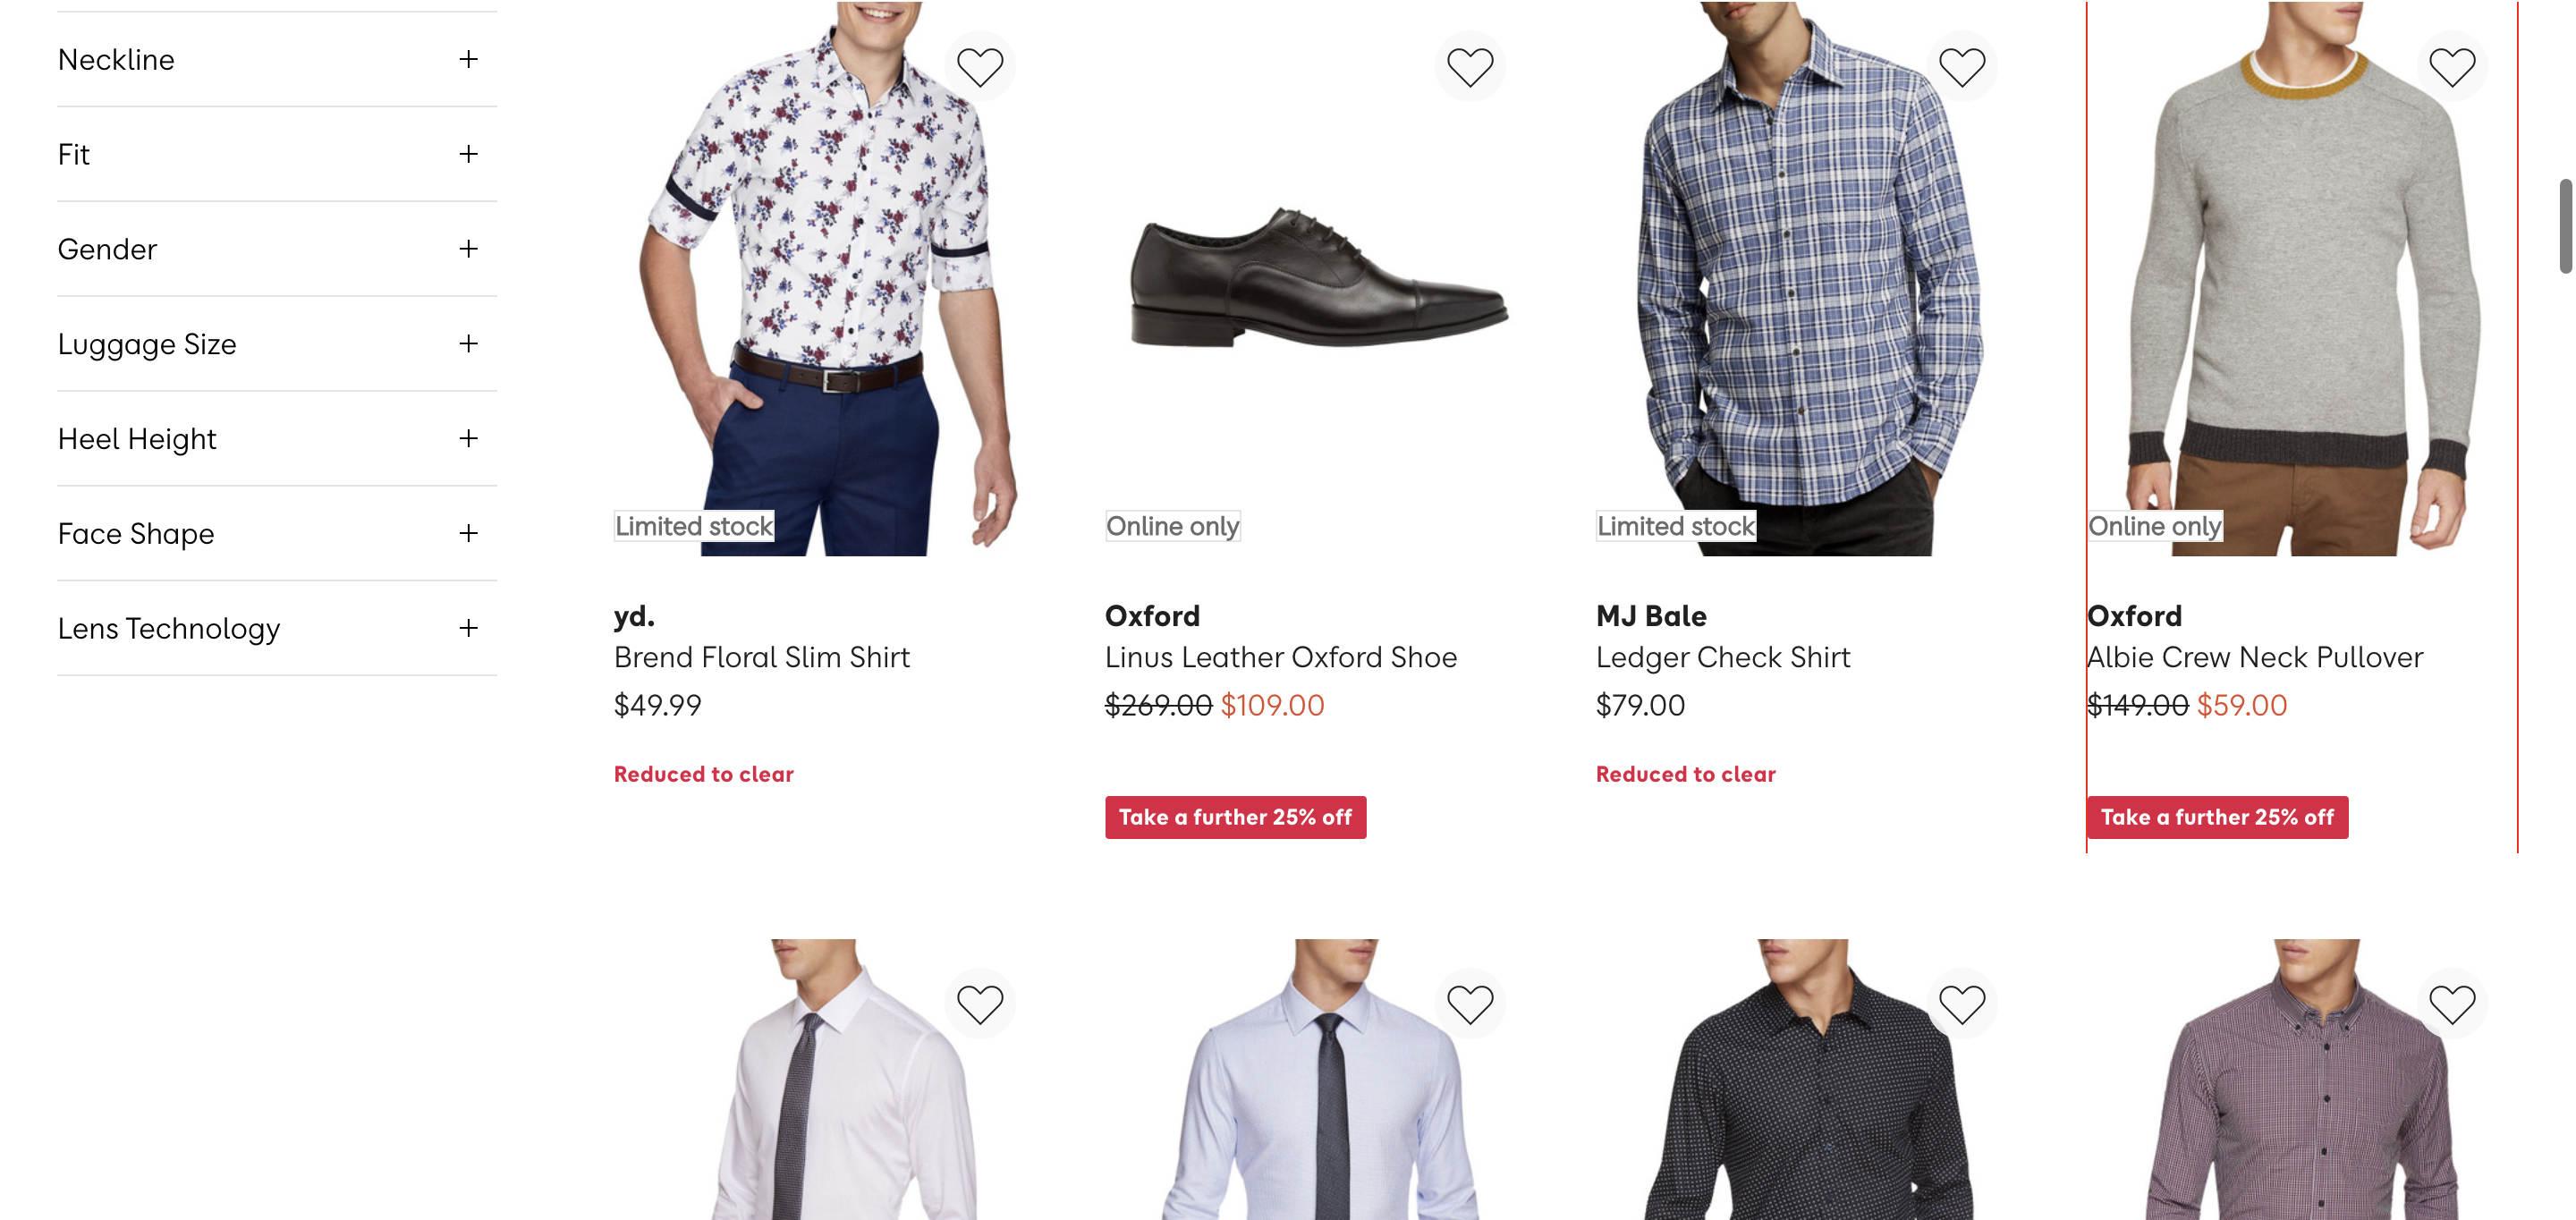 Neckline
Fit
Gender
Luggage Size
Heel Height
Face Shape
Lens Technology
Limited stock
yd.
Brend Floral Slim Shirt
$49.99
Reduced to clear
Online only
Oxford
Linus Leather Oxford Shoe
$269.00 $109.00
Take a further 25% off
Limited stock
MJ Bale
Ledger Check Shirt
$79.00
Reduced to clear
Online only
Oxford
Albie Crew Neck Pullover
$149.00 $59.00
Take a further 25% off